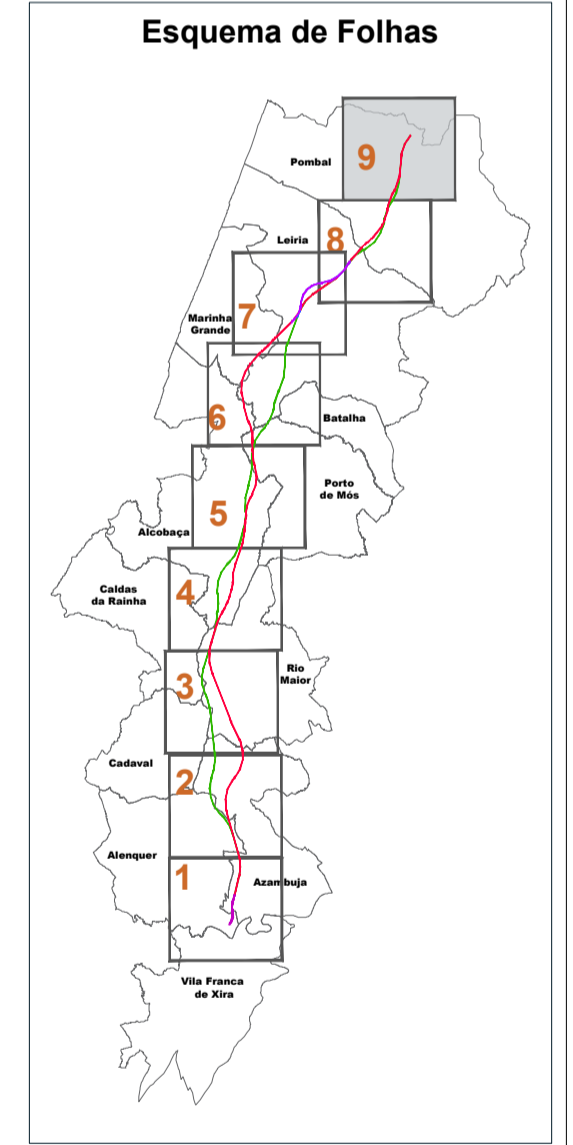 Esquema de Folhas
9
Pombal
8
Leiria
7
Marinha
Grande
6
Batalha
5
Porto
de Mós
Alcobaça
4
Caldas
da Rainha
3
Rio
Maior
Cadaval
2
Alenquer
1
Azambuja
Vila Franca
de Xira